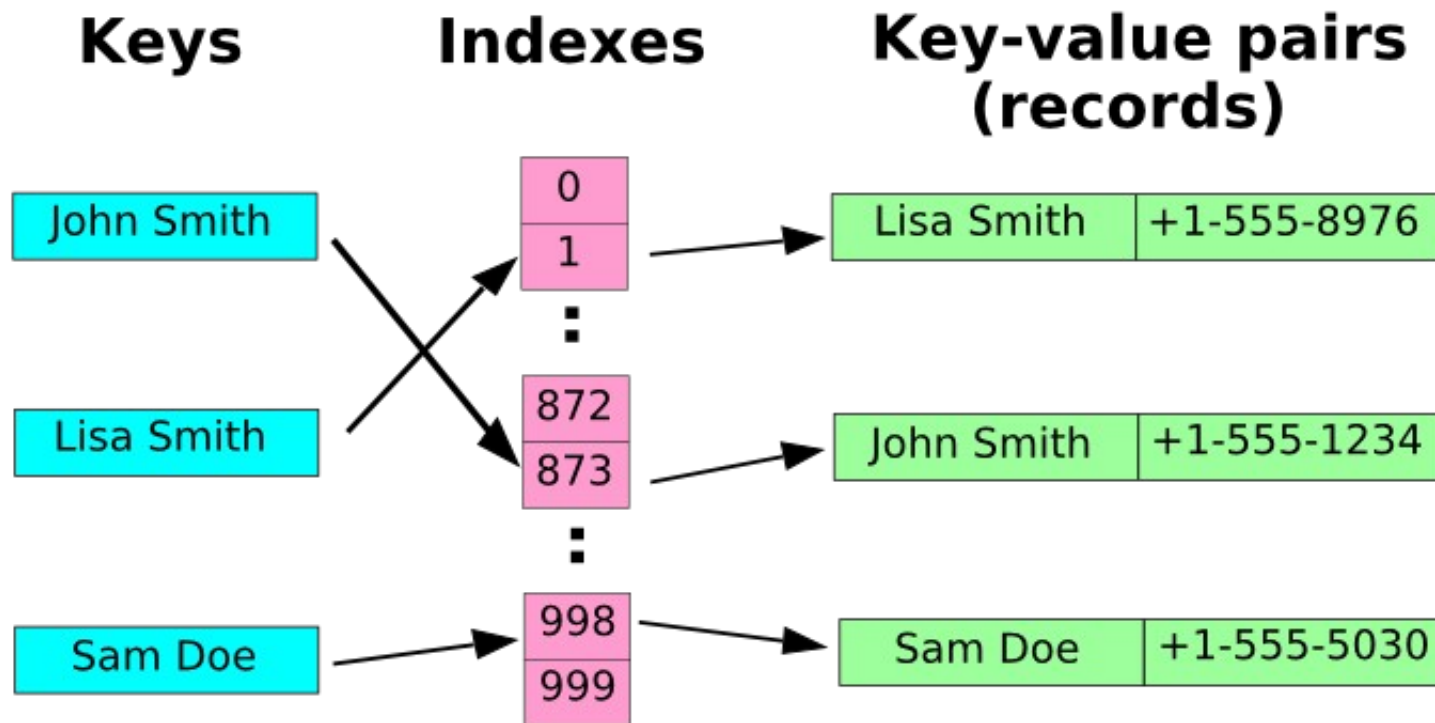 Keys
Indexes
Key-value pairs
(records)
John Smith
Lisa Smith
Sam Doe
0
1
:
872
873
:
998
999
Lisa Smith +1-555-8976
John Smith +1-555-1234
Sam Doe +1-555-5030